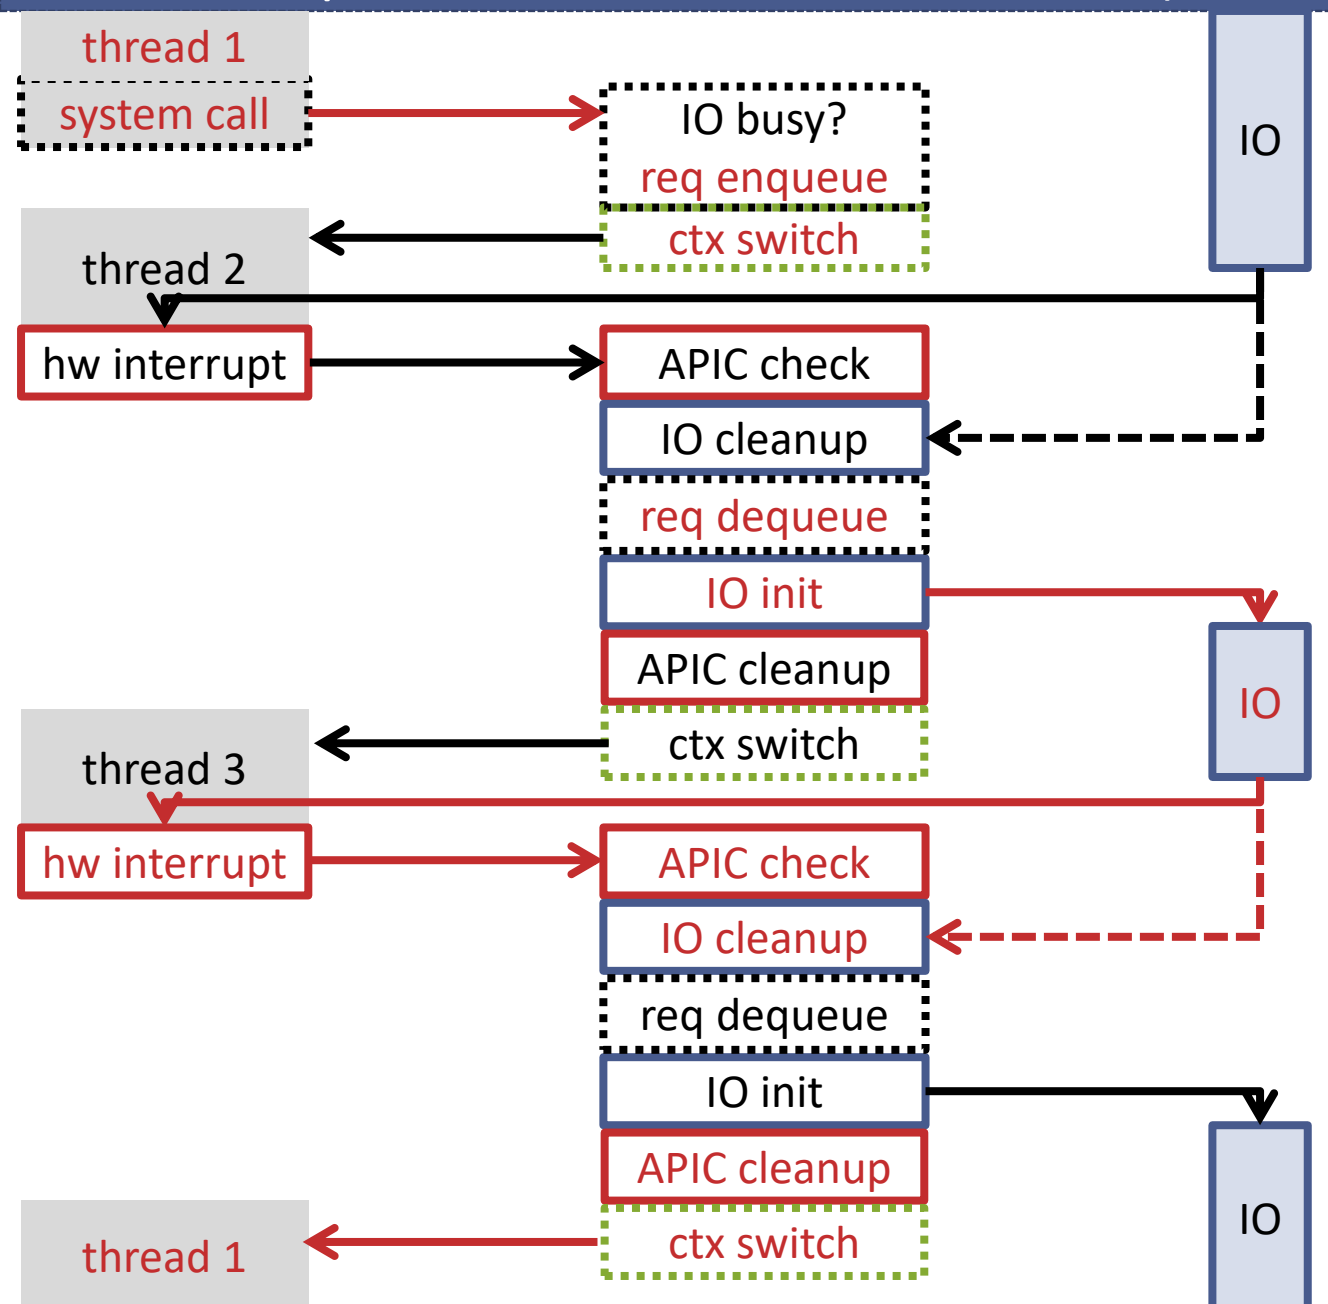 thread 1
system call
IO busy?
req enqueue
ctx switch
IO
thread 2
hw interrupt
APIC check
IO cleanup
req dequeue
IO init
APIC cleanup
ctx switch
IO
thread 3
hw interrupt
APIC check
IO cleanup
req dequeue
IO init
APIC cleanup
ctx switch
IO
thread 1